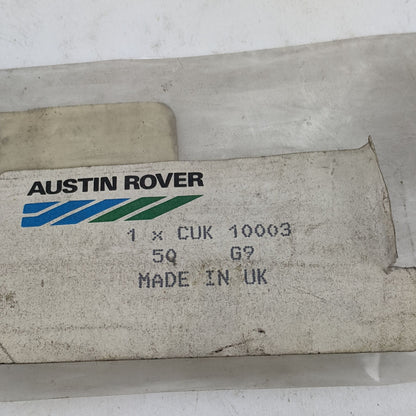 AUSTIN ROVER
1 x CUK 10003
5Q G9
MADE IN UK